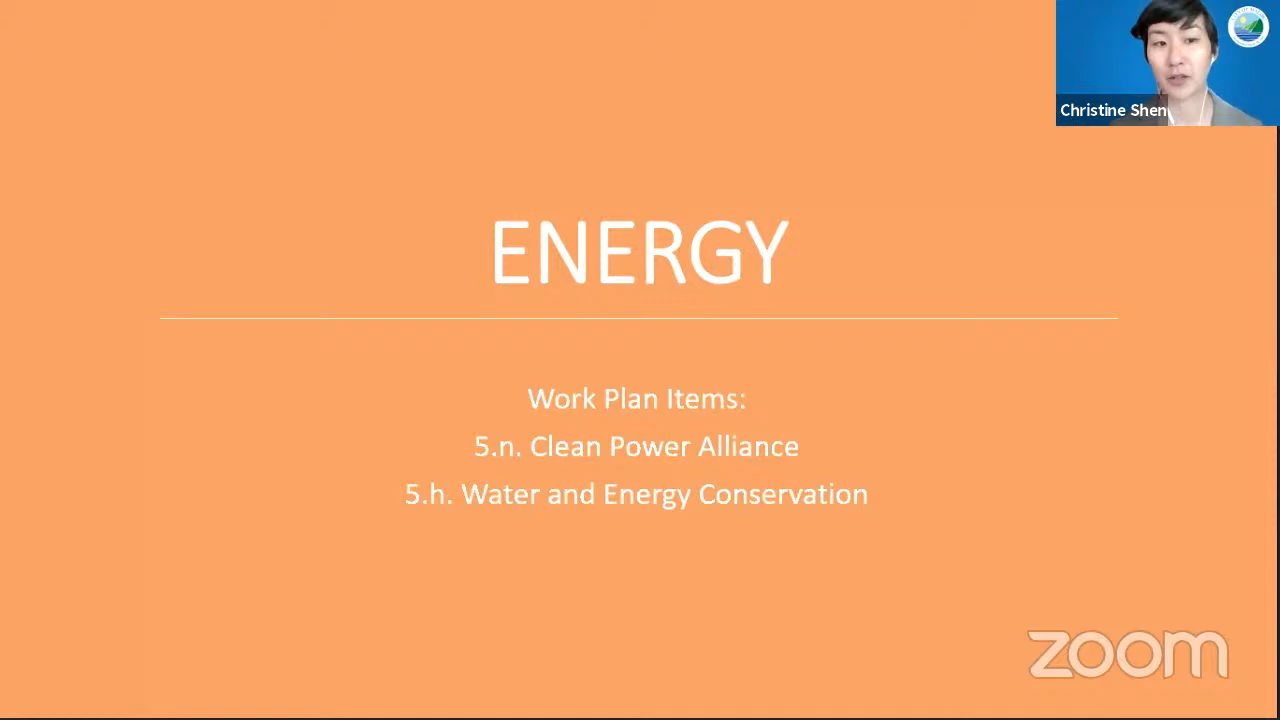 Christine Shen
ENERGY
Work Plan Items:
5.n. Clean Power Alliance
5.h. Water and Energy Conservation
zoom